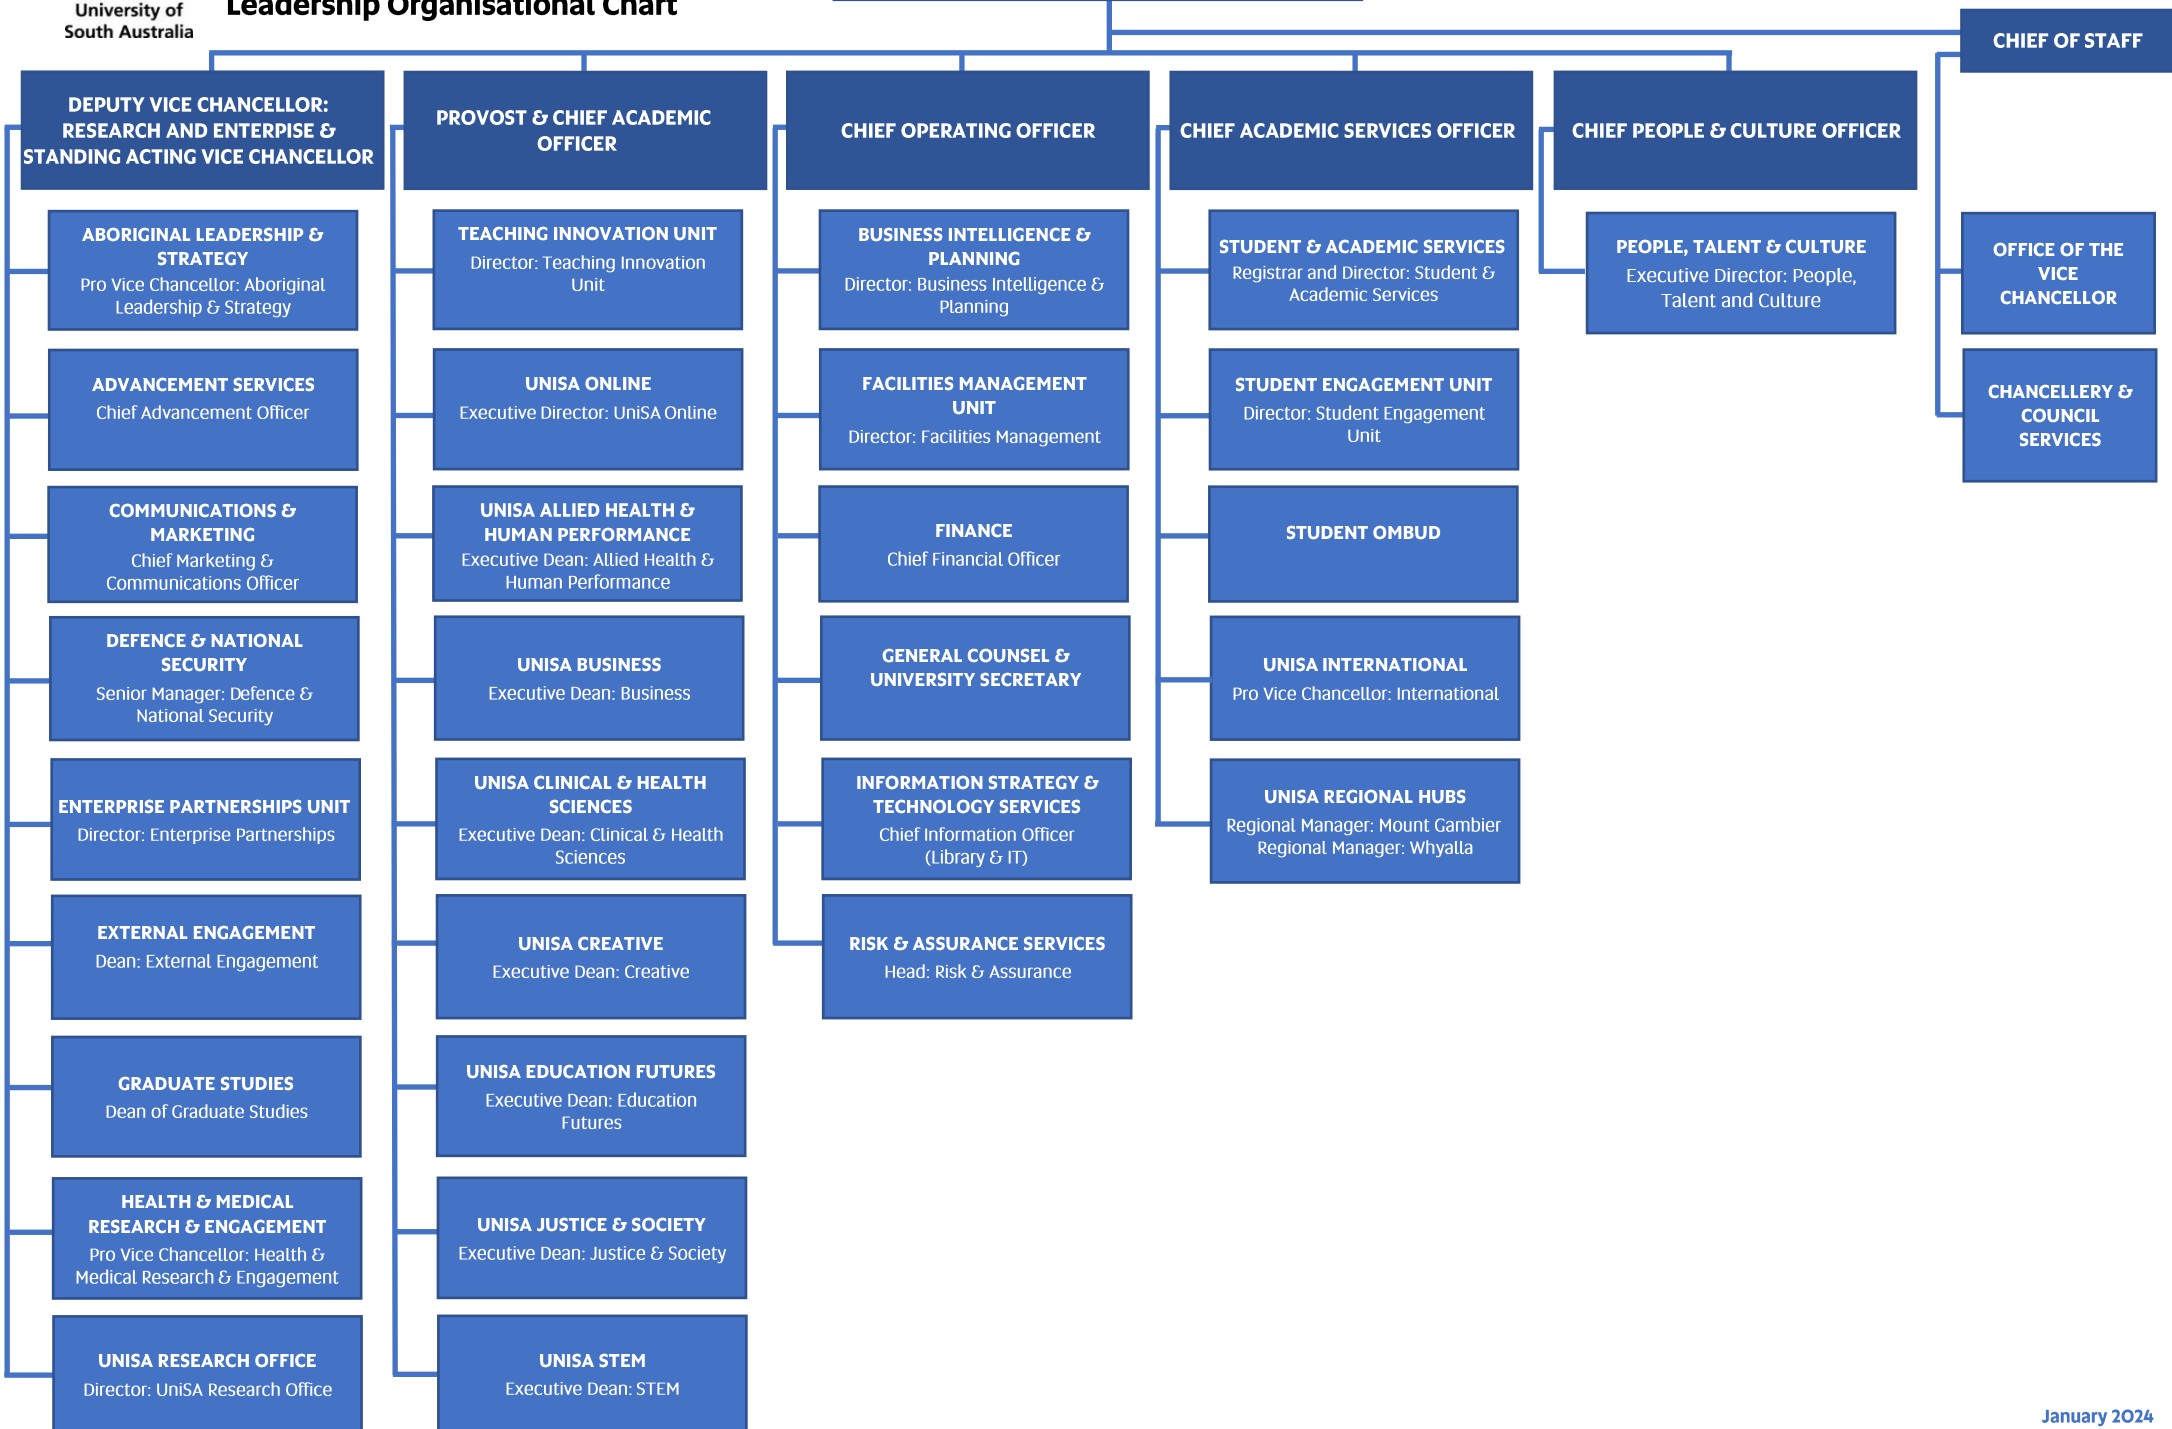 University of
South Australia
Leadership Organisational Chart
CHIEF OF STAFF
DEPUTY VICE CHANCELLOR:
RESEARCH AND ENTERPISE &
STANDING ACTING VICE CHANCELLOR
PROVOST & CHIEF ACADEMIC
OFFICER
CHIEF OPERATING OFFICER
CHIEF ACADEMIC SERVICES OFFICER
CHIEF PEOPLE & CULTURE OFFICER
ABORIGINAL LEADERSHIP &
STRATEGY
Pro Vice Chancellor: Aboriginal
Leadership & Strategy
ADVANCEMENT SERVICES
Chief Advancement Officer
COMMUNICATIONS &
MARKETING
Chief Marketing &
Communications Officer
DEFENCE & NATIONAL
SECURITY
Senior Manager: Defence &
National Security
ENTERPRISE PARTNERSHIPS UNIT
Director: Enterprise Partnerships
EXTERNAL ENGAGEMENT
Dean: External Engagement
GRADUATE STUDIES
Dean of Graduate Studies
HEALTH & MEDICAL
RESEARCH & ENGAGEMENT
Pro Vice Chancellor: Health &
Medical Research & Engagement
UNISA RESEARCH OFFICE
Director: UniSA Research Office
TEACHING INNOVATION UNIT
Director: Teaching Innovation
Unit
UNISA ONLINE
Executive Director: UniSA Online
UNISA ALLIED HEALTH &
HUMAN PERFORMANCE
Executive Dean: Allied Health &
Human Performance
UNISA BUSINESS
Executive Dean: Business
UNISA CLINICAL & HEALTH
SCIENCES
Executive Dean: Clinical & Health
Sciences
UNISA CREATIVE
Executive Dean: Creative
UNISA EDUCATION FUTURES
Executive Dean: Education
Futures
UNISA JUSTICE & SOCIETY
Executive Dean: Justice & Society
UNISA STEM
Executive Dean: STEM
BUSINESS INTELLIGENCE &
PLANNING
Director: Business Intelligence &
Planning
FACILITIES MANAGEMENT
UNIT
Director: Facilities Management
FINANCE
Chief Financial Officer
GENERAL COUNSEL &
UNIVERSITY SECRETARY
INFORMATION STRATEGY &
TECHNOLOGY SERVICES
Chief Information Officer
(Library & IT)
RISK & ASSURANCE SERVICES
Head: Risk & Assurance
STUDENT & ACADEMIC SERVICES
Registrar and Director: Student &
Academic Services
STUDENT ENGAGEMENT UNIT
Director: Student Engagement
Unit
STUDENT OMBUD
UNISA INTERNATIONAL
Pro Vice Chancellor: International
UNISA REGIONAL HUBS
Regional Manager: Mount Gambier
Regional Manager: Whyalla
PEOPLE, TALENT & CULTURE
Executive Director: People,
Talent and Culture
OFFICE OF THE
VICE
CHANCELLOR
CHANCELLERY &
COUNCIL
SERVICES
January 2024